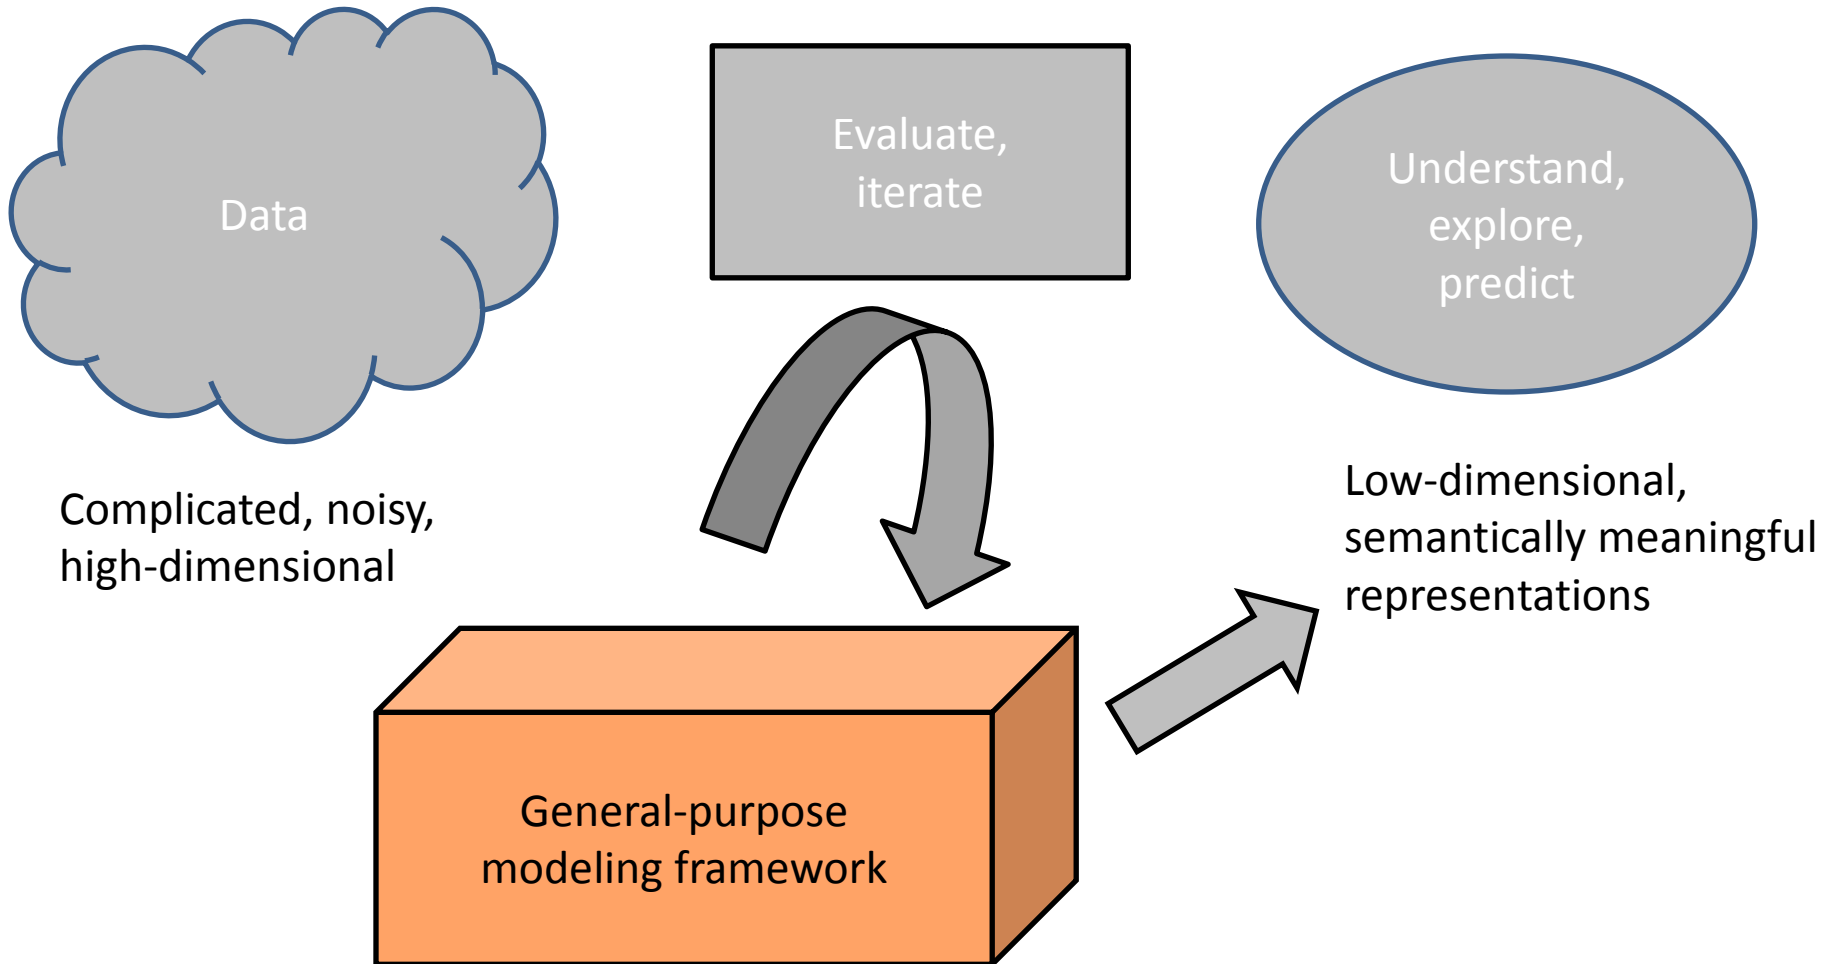 Data
Complicated, noisy,
high-dimensional
Evaluate,
iterate
Understand,
explore,
predict
Low-dimensional,
semantically meaningful
representations
General-purpose
modeling framework